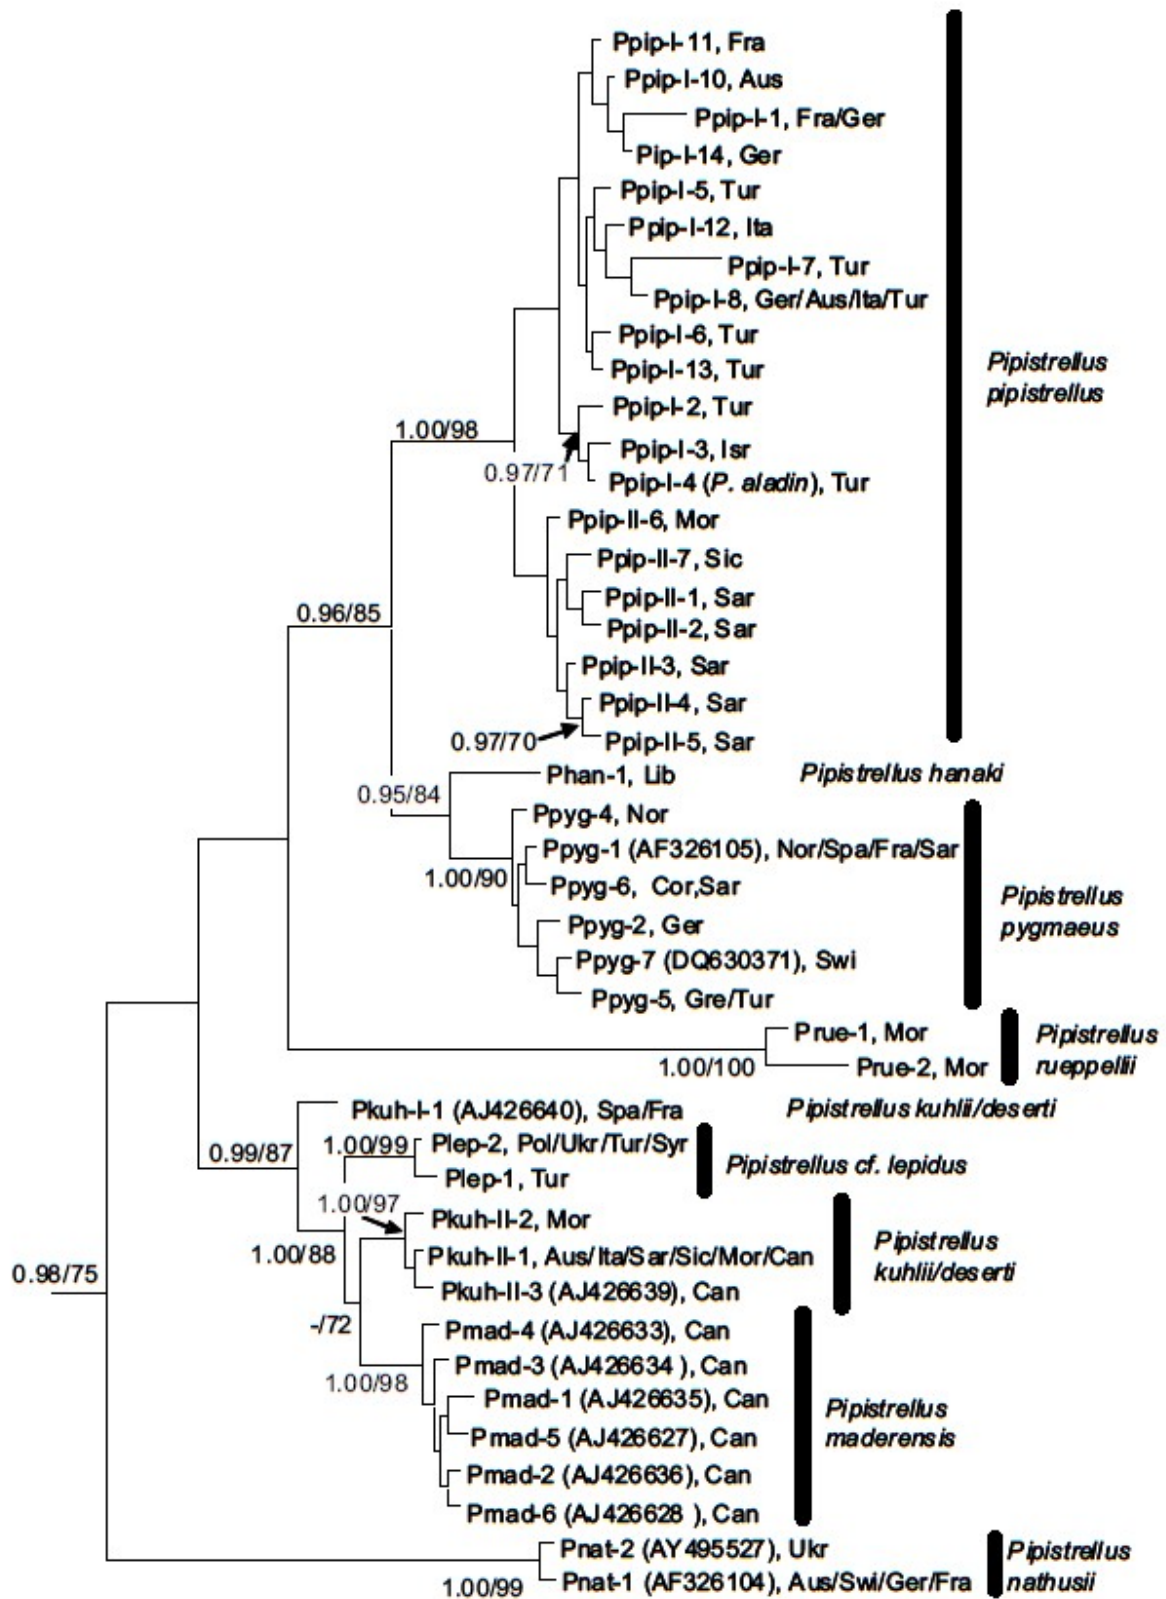 Ppip-I-11, Fra
Ppip-I-10, Aus
Ppip-I-1, Fra/Ger
Pip-I-14, Ger
Ppip-I-5, Tur
Ppip-I-12, Ita
Ppip-I-7, Tur
Ppip-I-8, Ger/Aus/Ita/Tur
Ppip-I-6, Tur
Pipistrellus
Ppip-I-13, Tur
pipistrellus
Ppip-I-2, Tur
1.00/98
Ppip-I-3, Isr
0.97/71
Ppip-I-4 (P. aladin), Tur
Ppip-II-6, Mor
Ppip-II-7, Sic
Ppip-II-1, Sar
0.96/85
Ppip-II-2, Sar
Ppip-II-3, Sar
Ppip-II-4, Sar
0.97/70
Ppip-II-5, Sar
Phan-1, Lib
Pipistrellus hanaki
0.95/84
Ppyg-4, Nor
Ppyg-1 (AF326105), Nor/Spa/Fra/Sar
1.00/90
Ppyg-6, Cor,Sar
Pipistrellus
pygmaeus
Ppyg-2, Ger
Ppyg-7 (DQ630371), Swi
Ppyg-5, Gre/Tur
Prue-1, Mor
Pipistrellus
rueppellii
1.00/100
Prue-2, Mor
Pkuh-I-1 (AJ426640), Spa/Fra
Pipistrellus kuhlii/deserti
0.99/87
1.00/99
Plep-2, Pol/Ukr/Tur/Syr
Pipistrellus cf. lepidus
Plep-1, Tur
1.00/97
Pkuh-II-2, Mor
1.00/88
Pkuh-II-1, Aus/Ita/Sar/Sic/Mor/Can
Pipistrellus
kuhlii/deserti
0.98/75
Pkuh-II-3 (AJ426639), Can
-/72
Pmad-4 (AJ426633), Can
Pmad-3 (AJ426634 ), Can
1.00/98
Pmad-1 (AJ426635), Can
Pipistrellus
maderensis
Pmad-5 (AJ426627), Can
Pmad-2 (AJ426636), Can
Pmad-6 (AJ426628 ), Can
Pnat-2 (AY495527), Ukr
Pipistrellus
nathusii
1.00/99
Pnat-1 (AF326104), Aus/Swi/Ger/Fra